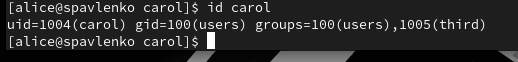 [alice@spavlenko carol]$ id carol
uid=1004(carol) gid=100(users) groups=100(users),1005(third)
[alice@spavlenko carol]$